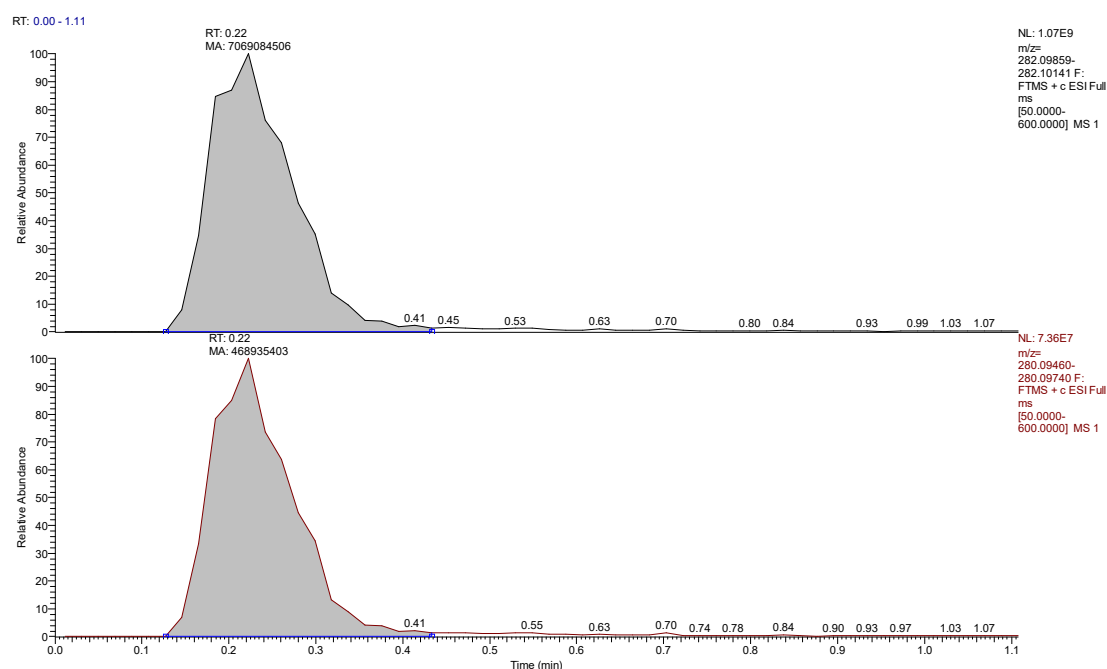 RT: 0.00 - 1.11
RT: 0.22
MA: 7069084506
NL: 1.07E9
m/z=
282.09859-
282.10141 F:
FTMS + c ESI Full
ms
[50.0000-
600.0000] MS 1
100
90
80
70
60
50
40
30
20
10
0
Relative Abundance
0.41 0.45 0.53 0.63 0.70 0.80 0.84 0.93 0.99 1.03 1.07
RT: 0.22
MA: 468935403
NL: 7.36E7
m/z=
280.09460-
280.09740 F:
FTMS + c ESI Full
ms
[50.0000-
600.0000] MS 1
100
90
80
70
60
50
40
30
20
10
0
Relative Abundance
0.41 0.55 0.63 0.70 0.74 0.78 0.84 0.90 0.93 0.97 1.03 1.07
0.0 0.1 0.2 0.3 0.4 0.5 0.6 0.7 0.8 0.9 1.0 1.1
Time (min)